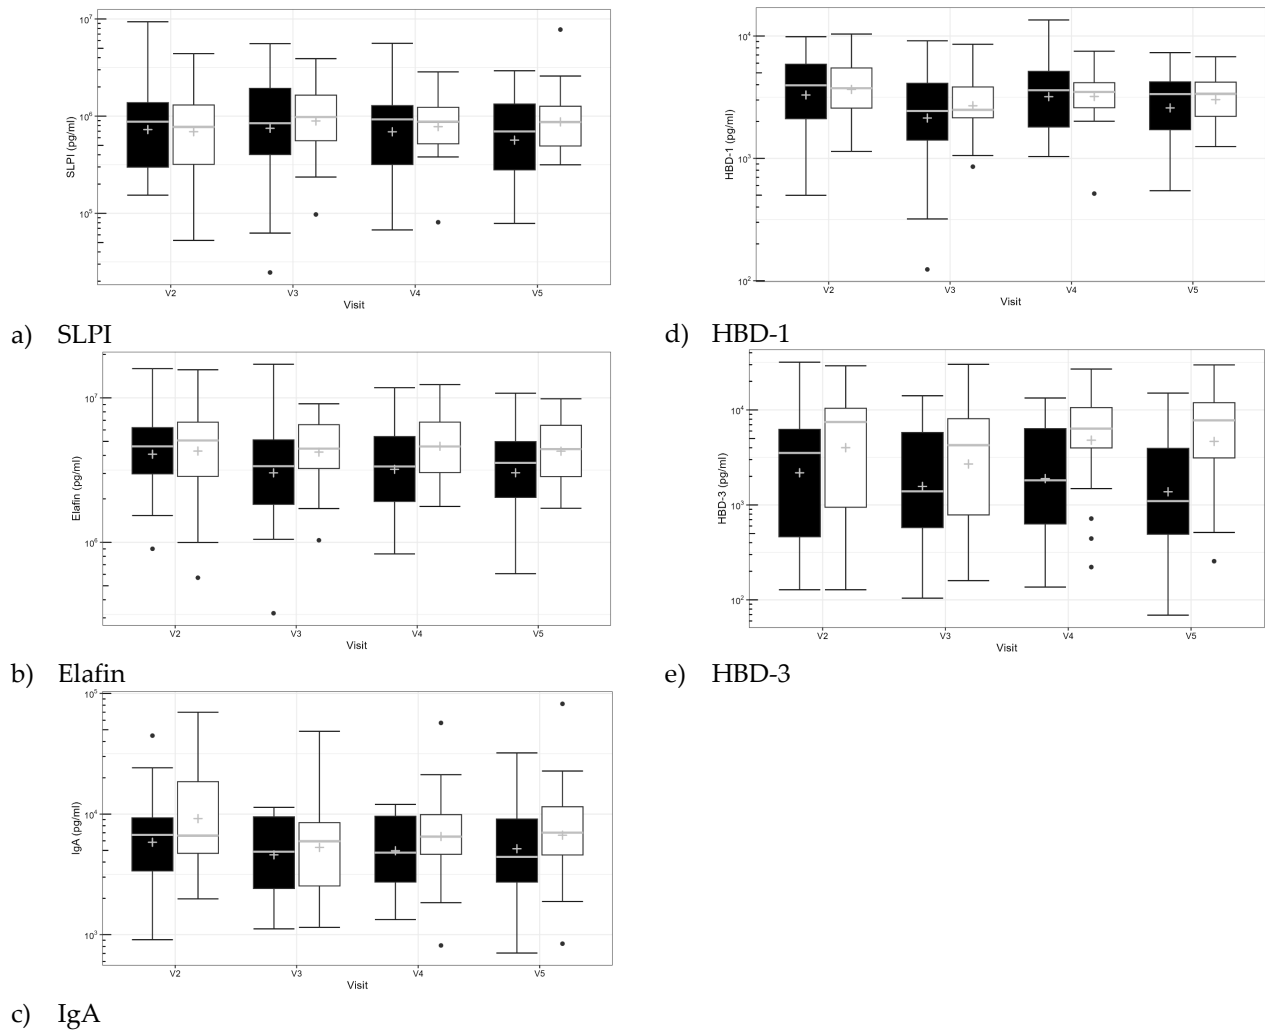 10⁷
10⁶
10⁵
SLPI (pg/ml)
V2 V3 V4 V5
Visit
a) SLPI
10⁷
10⁶
Elafin (pg/ml)
V2 V3 V4 V5
Visit
b) Elafin
10⁵
10⁴
10³
IgA (pg/ml)
V2 V3 V4 V5
Visit
c) IgA
10⁴
10³
10²
HBD-1 (pg/ml)
V2 V3 V4 V5
Visit
d) HBD-1
10⁴
10³
10²
HBD-3 (pg/ml)
V2 V3 V4 V5
Visit
e) HBD-3